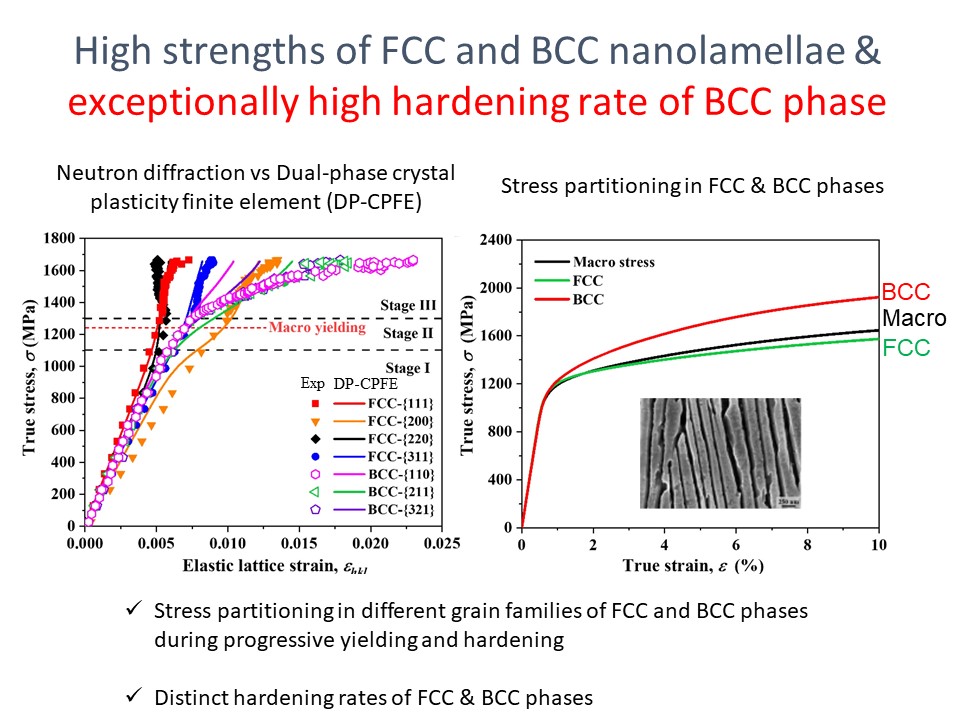 High strengths of FCC and BCC nanolamellae &
exceptionally high hardening rate of BCC phase
Neutron diffraction vs Dual-phase crystal
plasticity finite element (DP-CPFE)
1800
1600
1400
1200
1000
800
600
400
200
0
True stress, σ (MPa)
Stage III
Macro yielding
Stage II
Stage I
Exp DP-CPFE
FCC-{111}
FCC-{200}
FCC-{220}
FCC-{311}
BCC-{110}
BCC-{211}
BCC-{321}
0.000 0.005 0.010 0.015 0.020 0.025
Elastic lattice strain, εhkl
Stress partitioning in FCC & BCC phases
2400
2000
1600
1200
800
400
0
True stress, σ (MPa)
Macro stress
FCC
BCC
BCC
Macro
FCC
250 nm
0 2 4 6 8 10
True strain, ε (%)
✓ Stress partitioning in different grain families of FCC and BCC phases
during progressive yielding and hardening
✓ Distinct hardening rates of FCC & BCC phases